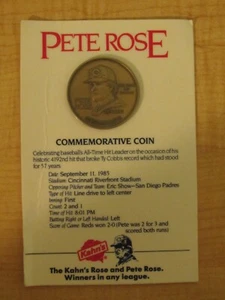 PETE ROSE
COMMEMORATIVE COIN
Celebrating baseball's All-Time Hit Leader on the occasion of his
historic 4192nd hit that broke Ty Cobb's record which had stood
for 57 years
Date: September 11, 1985
Stadium: Cincinnati Riverfront Stadium
Opposing Pitcher and Team: Eric Show—San Diego Padres
Type of Hit: Line drive to left center
Inning: First
Count: 2 and 1
Time of Hit: 8:01 PM
Batting Right or Left Handed: Left
Score of Game: Reds won 2-0 (Pete was 2 for 3 and
scored both runs)
Kahn's
The Kahn's Rose and Pete Rose.
Winners in any league.